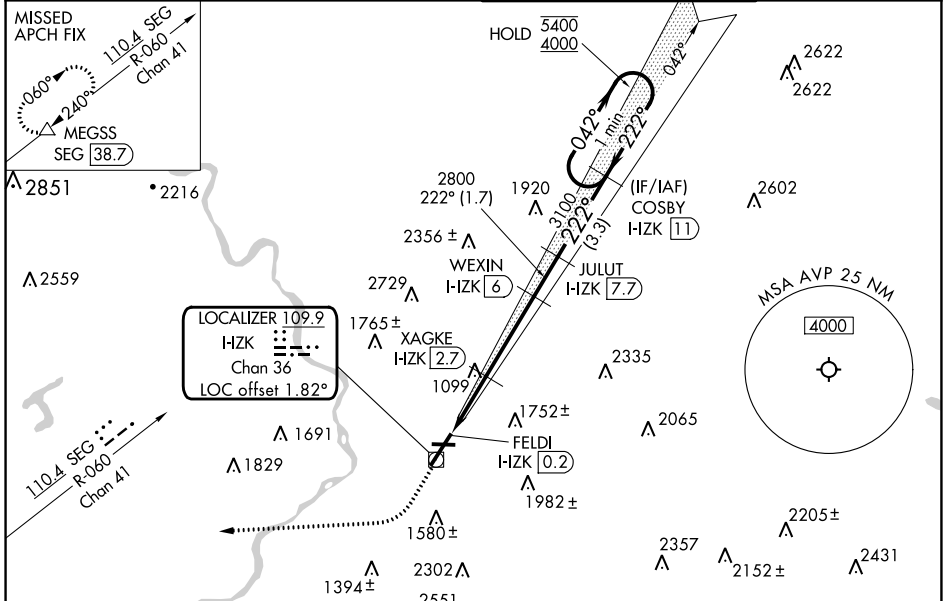 MISSED
APCH FIX
110.4 SEG
R-060
Chan 41
060°
240°
MEGSS
SEG 38.7
HOLD 5400
4000
042°
2622
2622
042°
1 min
222°
2851
2216
2800
222° (1.7)
1920
3100
222°
(3.3)
(IF/IAF)
COSBY
I-IZK 11
2602
2356 ±
WEXIN
I-IZK 6
JULUT
I-IZK 7.7
2559
2729
MSA AVP 25 NM
4000
LOCALIZER 109.9
I-IZK
Chan 36
LOC offset 1.82°
1765 ±
XAGKE
I-IZK 2.7
1099
2335
1752 ±
2065
FELDI
I-IZK 0.2
1691
1829
110.4 SEG
R-060
Chan 41
1982 ±
1580 ±
2205 ±
2357
2152 ±
2431
1394 ±
2302
2551